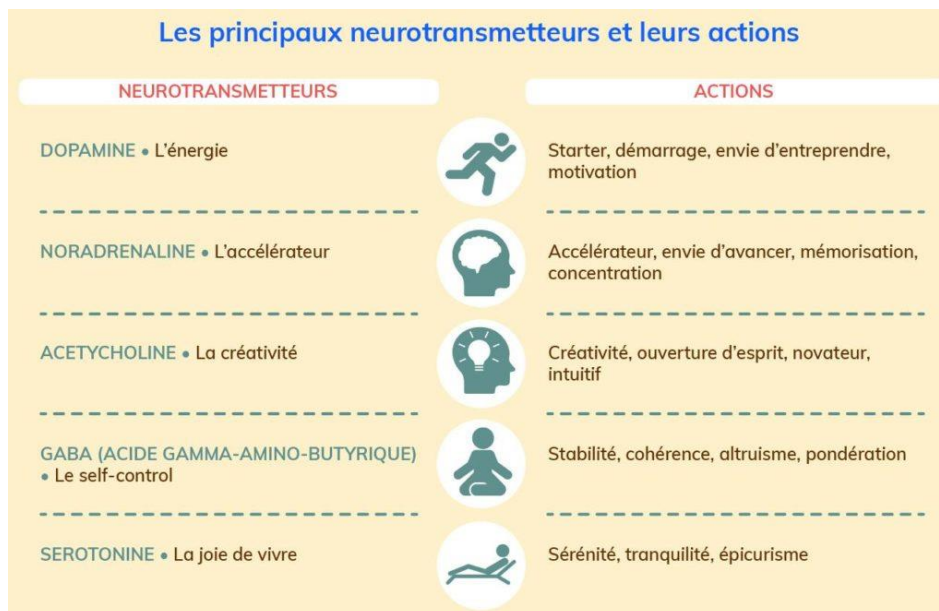 Les principaux neurotransmetteurs et leurs actions
NEUROTRANSMETTEURS
ACTIONS
DOPAMINE • L'énergie
Starter, démarrage, envie d'entreprendre,
motivation
NORADRENALINE • L'accélérateur
Accélérateur, envie d'avancer, mémorisation,
concentration
ACETYCHOLINE • La créativité
Créativité, ouverture d'esprit, novateur,
intuitif
GABA (ACIDE GAMMA-AMINO-BUTYRIQUE)
• Le self-control
Stabilité, cohérence, altruisme, pondération
SEROTONINE • La joie de vivre
Sérénité, tranquilité, épicurisme